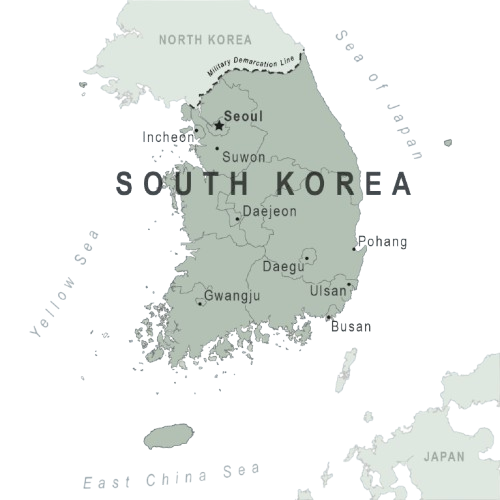 NORTH KOREA
Sea of Japan
Military Demarcation Line
Seoul
Incheon
Suwon
SOUTH KOREA
Daejeon
Yellow Sea
Pohang
Daegu
Ulsan
Gwangju
Busan
JAPAN
East China Sea